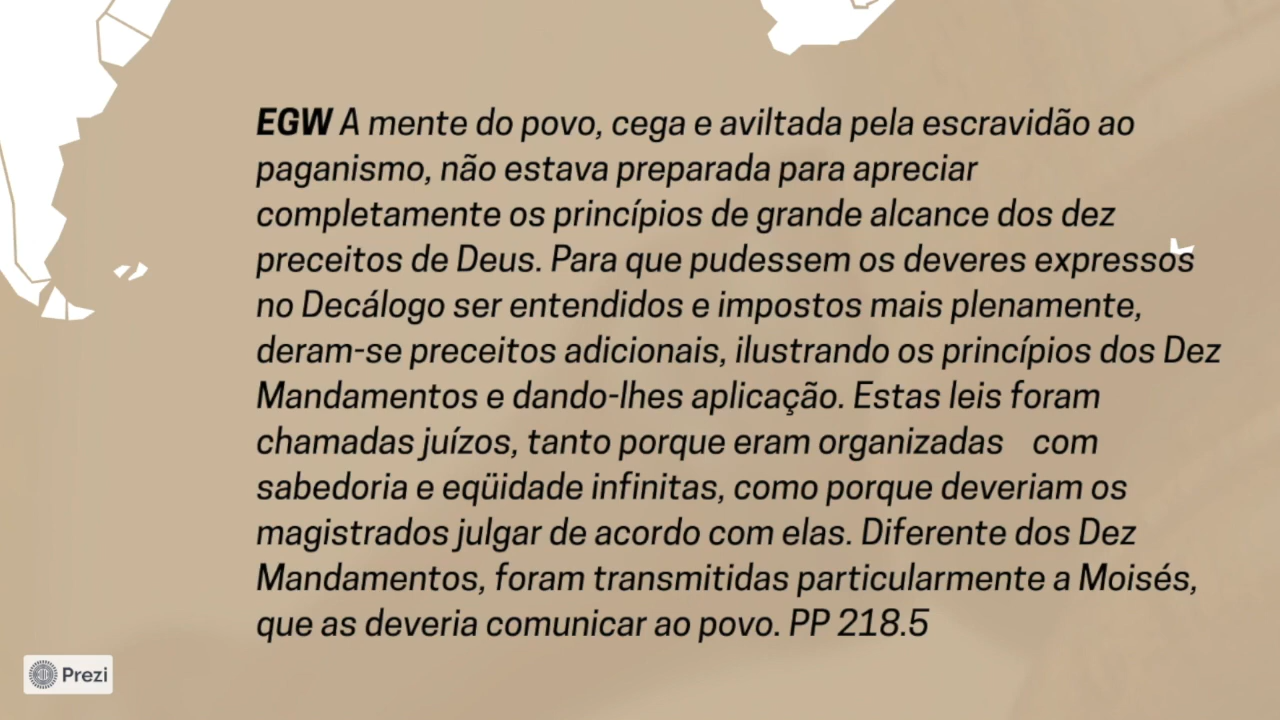 EGW A mente do povo, cega e aviltada pela escravidão ao
paganismo, não estava preparada para apreciar
completamente os princípios de grande alcance dos dez
preceitos de Deus. Para que pudessem os deveres expressos
no Decálogo ser entendidos e impostos mais plenamente,
deram-se preceitos adicionais, ilustrando os princípios dos Dez
Mandamentos e dando-lhes aplicação. Estas leis foram
chamadas juízos, tanto porque eram organizadas com
sabedoria e eqüidade infinitas, como porque deveriam os
magistrados julgar de acordo com elas. Diferente dos Dez
Mandamentos, foram transmitidas particularmente a Moisés,
que as deveria comunicar ao povo. PP 218.5
Prezi